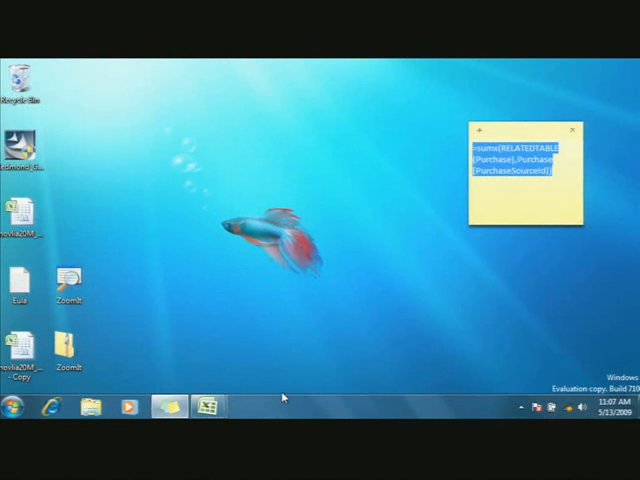 Recycle Bin
=sumx(RELATEDTABLE
(Purchase),Purchase
[PurchaseSourceId])
Eula
ZoomIt
- Copy
ZoomIt
Windows
Evaluation copy. Build 710
11:07 AM
5/13/2009